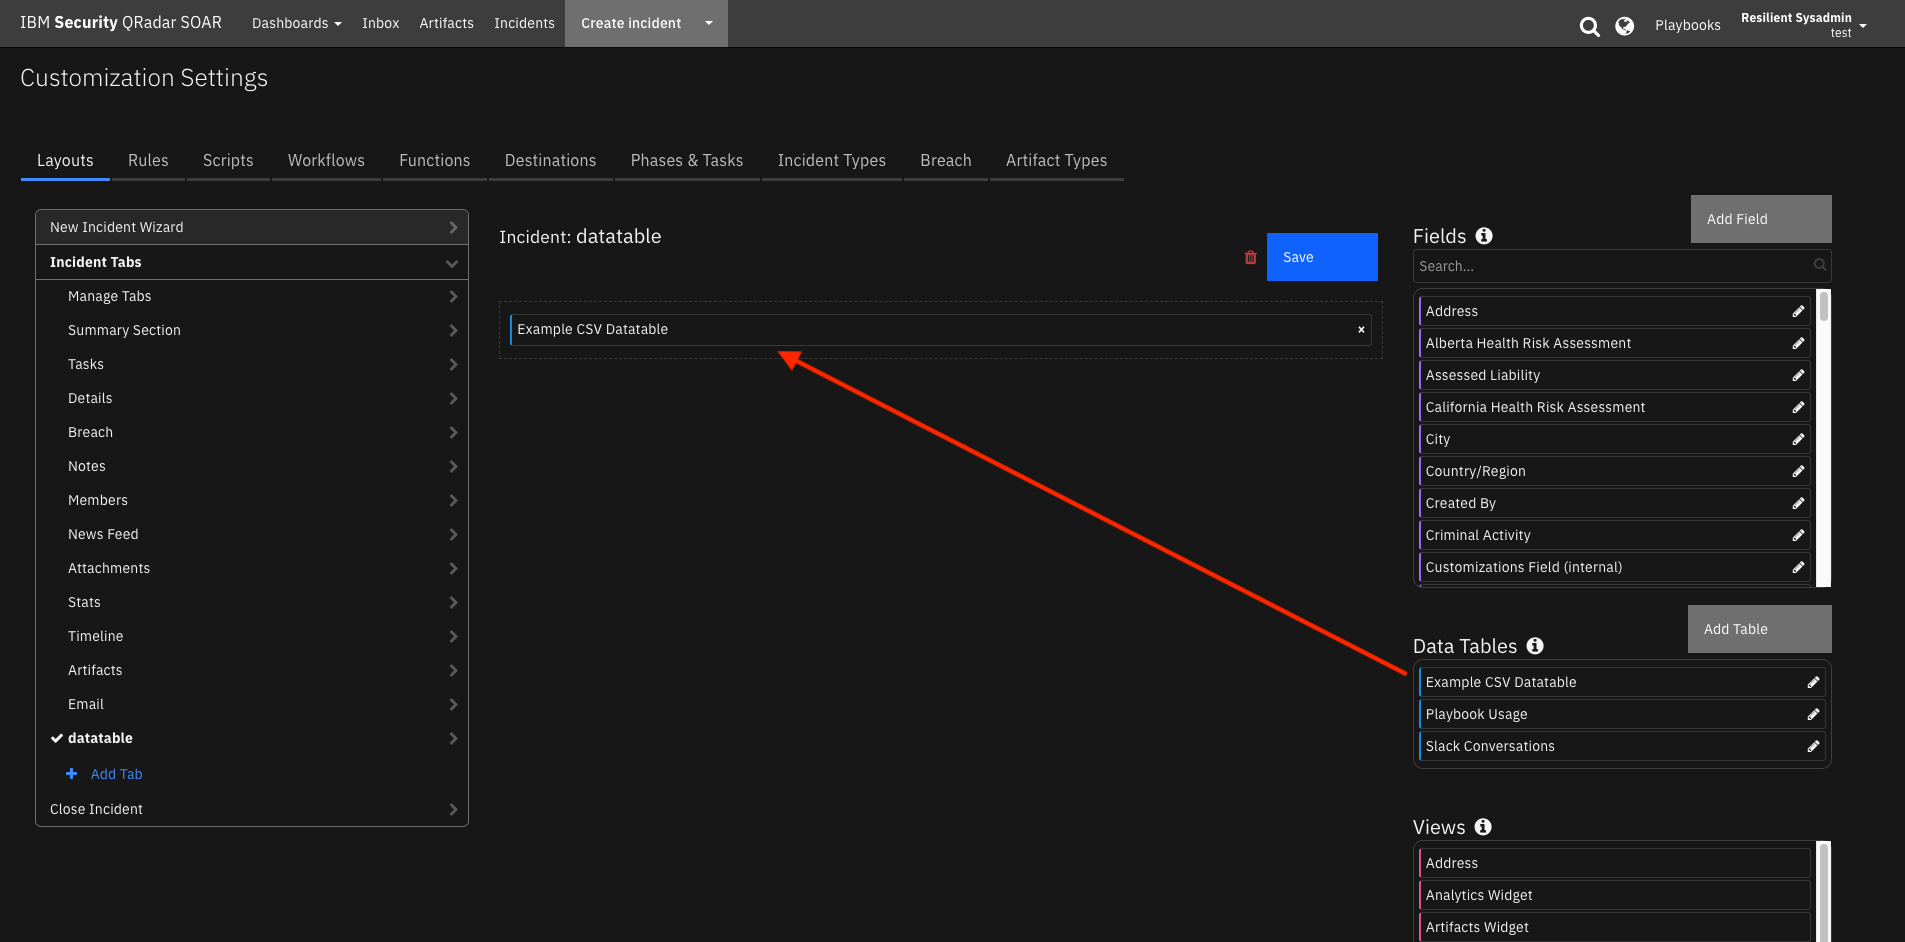 IBM Security QRadar SOAR
Dashboards
Inbox
Artifacts
Incidents
Create incident
Playbooks
Resilient Sysadmin
test
Customization Settings
Layouts
Rules
Scripts
Workflows
Functions
Destinations
Phases & Tasks
Incident Types
Breach
Artifact Types
New Incident Wizard
Incident Tabs
Manage Tabs
Summary Section
Tasks
Details
Breach
Notes
Members
News Feed
Attachments
Stats
Timeline
Artifacts
Email
datatable
Add Tab
Close Incident
Incident: datatable
Save
Example CSV Datatable
Add Field
Fields
Search...
Address
Alberta Health Risk Assessment
Assessed Liability
California Health Risk Assessment
City
Country/Region
Created By
Criminal Activity
Customizations Field (internal)
Add Table
Data Tables
Example CSV Datatable
Playbook Usage
Slack Conversations
Views
Address
Analytics Widget
Artifacts Widget